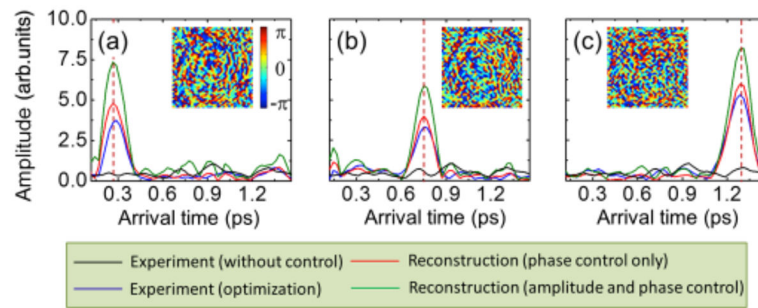 10.0
7.5
5.0
2.5
0.0
Amplitude (arb.units)
(a)
π
0
-π
0.3 0.6 0.9 1.2
Arrival time (ps)
(b)
0.3 0.6 0.9 1.2
Arrival time (ps)
(c)
0.3 0.6 0.9 1.2
Arrival time (ps)
Experiment (without control)
Reconstruction (phase control only)
Experiment (optimization)
Reconstruction (amplitude and phase control)